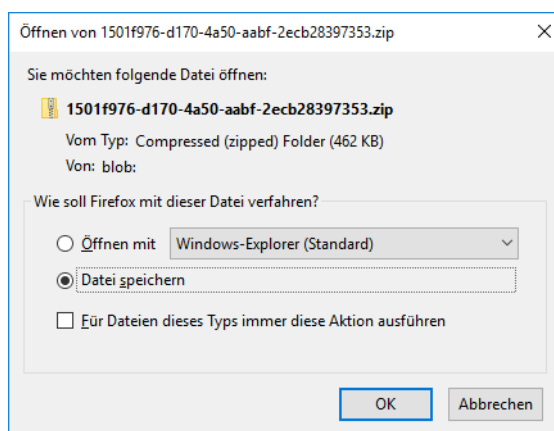 Öffnen von 1501f976-d170-4a50-aabf-2ecb28397353.zip
Sie möchten folgende Datei öffnen:
1501f976-d170-4a50-aabf-2ecb28397353.zip
Vom Typ: Compressed (zipped) Folder (462 KB)
Von: blob:
Wie soll Firefox mit dieser Datei verfahren?
Öffnen mit Windows-Explorer (Standard)
Datei speichern
Für Dateien dieses Typs immer diese Aktion ausführen
OK Abbrechen